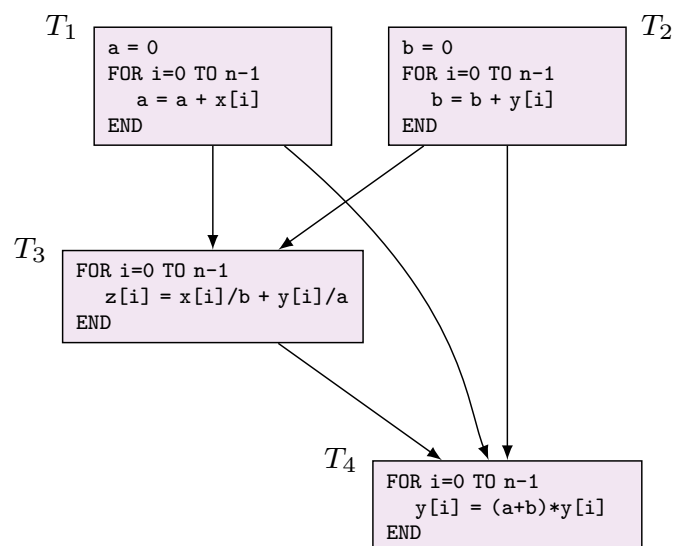 T1
a = 0
FOR i=0 TO n-1
a = a + x[i]
END
T2
b = 0
FOR i=0 TO n-1
b = b + y[i]
END
T3
FOR i=0 TO n-1
z[i] = x[i]/b + y[i]/a
END
T4
FOR i=0 TO n-1
y[i] = (a+b)*y[i]
END